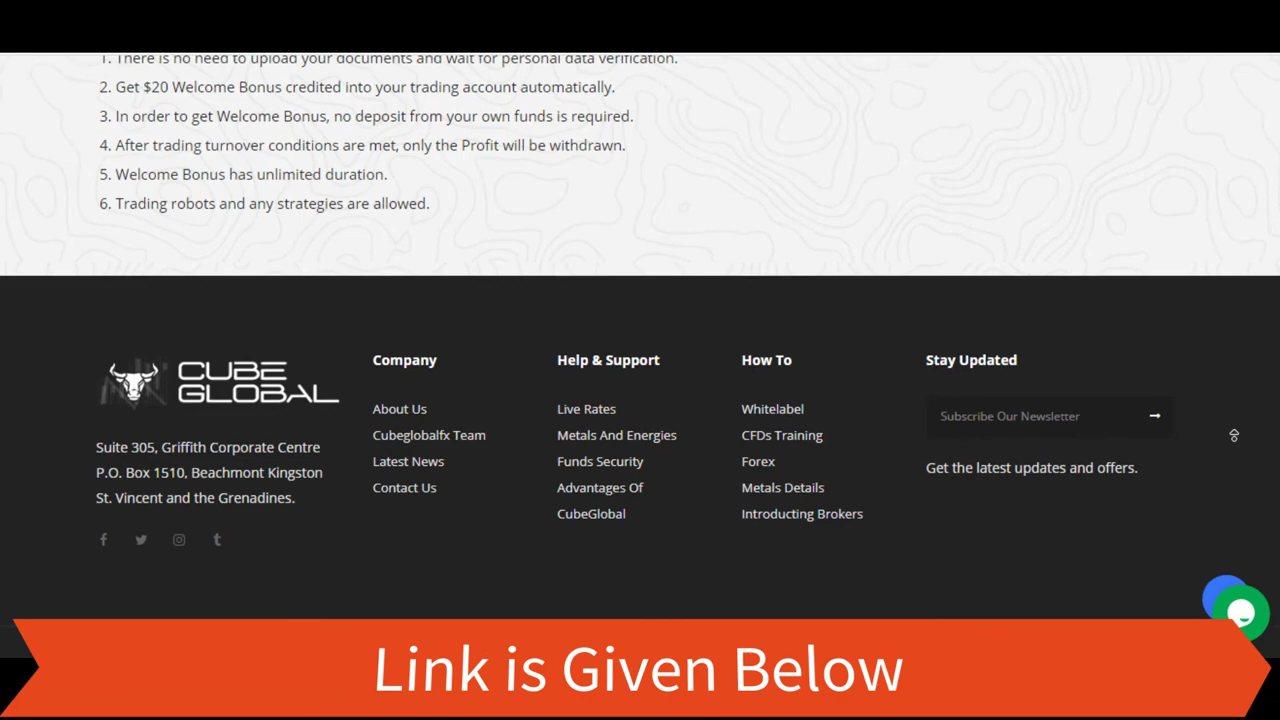 1. There is no need to upload your documents and wait for personal data verification.
2. Get $20 Welcome Bonus credited into your trading account automatically.
3. In order to get Welcome Bonus, no deposit from your own funds is required.
4. After trading turnover conditions are met, only the Profit will be withdrawn.
5. Welcome Bonus has unlimited duration.
6. Trading robots and any strategies are allowed.
CUBE
GLOBAL
Suite 305, Griffith Corporate Centre
P.O. Box 1510, Beachmont Kingston
St. Vincent and the Grenadines.
Company
About Us
Cubeglobalfx Team
Latest News
Contact Us
Help & Support
Live Rates
Metals And Energies
Funds Security
Advantages Of
CubeGlobal
How To
Whitelabel
CFDs Training
Forex
Metals Details
Introducting Brokers
Stay Updated
Subscribe Our Newsletter
Get the latest updates and offers.
Link is Given Below